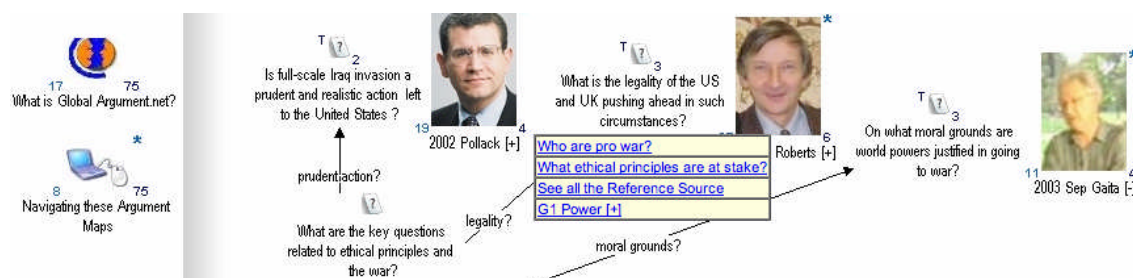 17 75
What is Global Argument.net?
*
8 75
Navigating these Argument
Maps
T ? 2
Is full-scale Iraq invasion a
prudent and realistic action left
to the United States ?
19 4
2002 Pollack [+]
prudent action?
?
What are the key questions
related to ethical principles and
the war?
legality?
moral grounds?
T ? 3
What is the legality of the US
and UK pushing ahead in such
circumstances?
*
6
Roberts [+]
Who are pro war?
What ethical principles are at stake?
See all the Reference Source
G1 Power [+]
T ? 3
On what moral grounds are
world powers justified in going
to war?
*
11 4
2003 Sep Gaita [-]